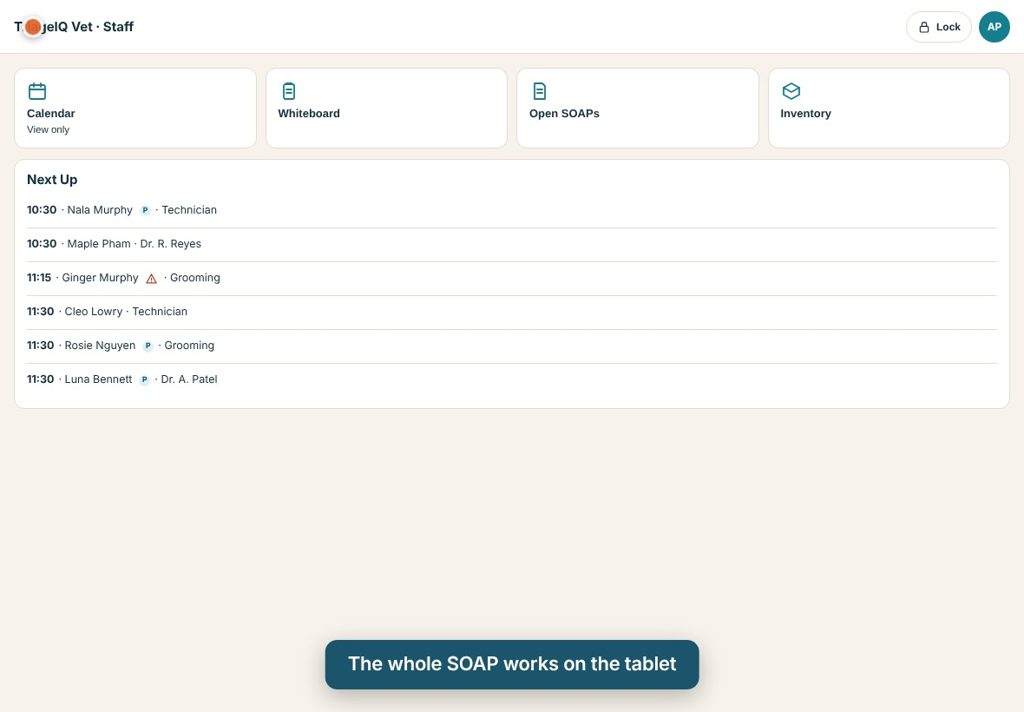 TriageIQ Vet · Staff
Lock
AP
Calendar
View only
Whiteboard
Open SOAPs
Inventory
Next Up
10:30 · Nala Murphy P · Technician
10:30 · Maple Pham · Dr. R. Reyes
11:15 · Ginger Murphy · Grooming
11:30 · Cleo Lowry · Technician
11:30 · Rosie Nguyen P · Grooming
11:30 · Luna Bennett P · Dr. A. Patel
The whole SOAP works on the tablet